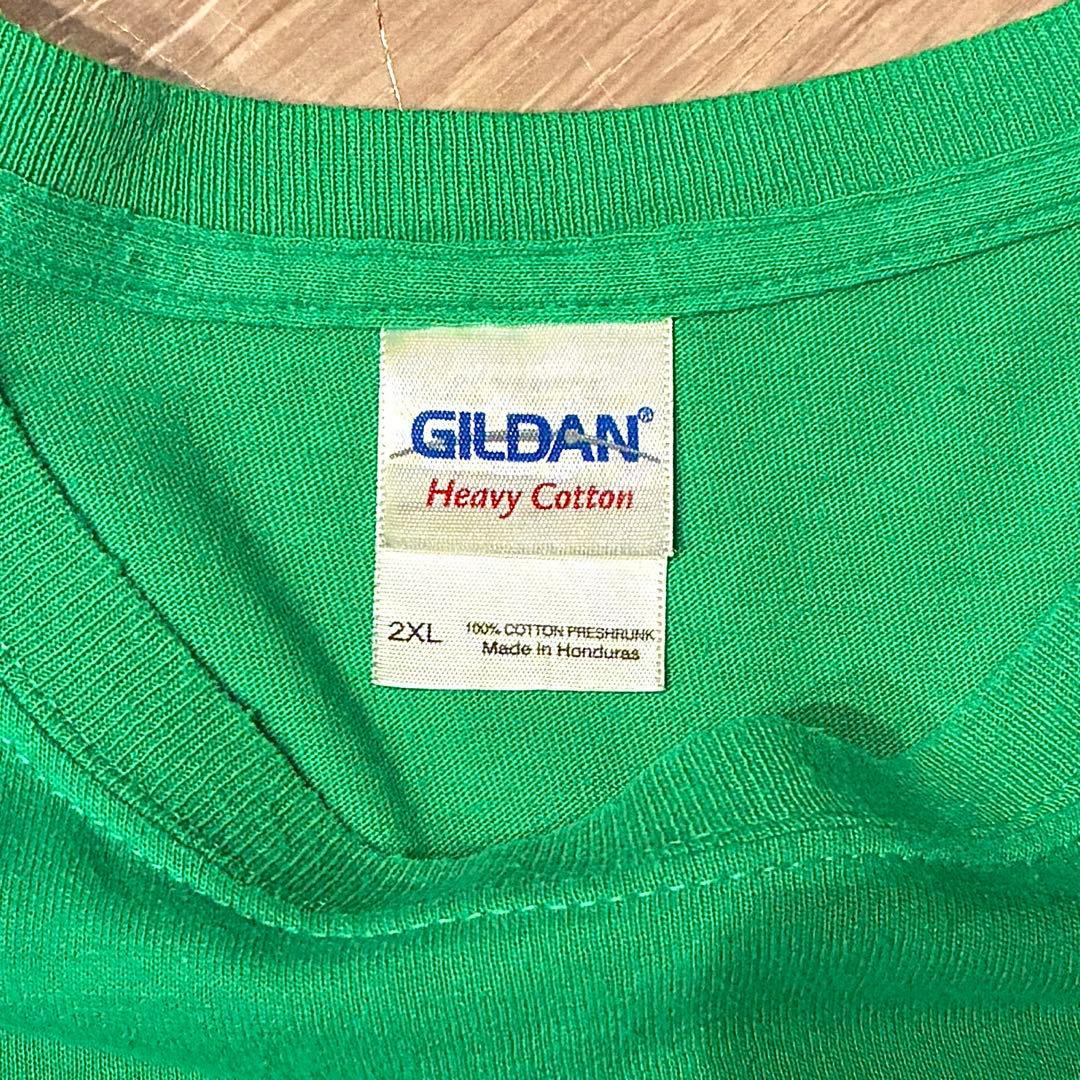 GILDAN®
Heavy Cotton
2XL 100% COTTON PRESHRUNK
Made in Honduras